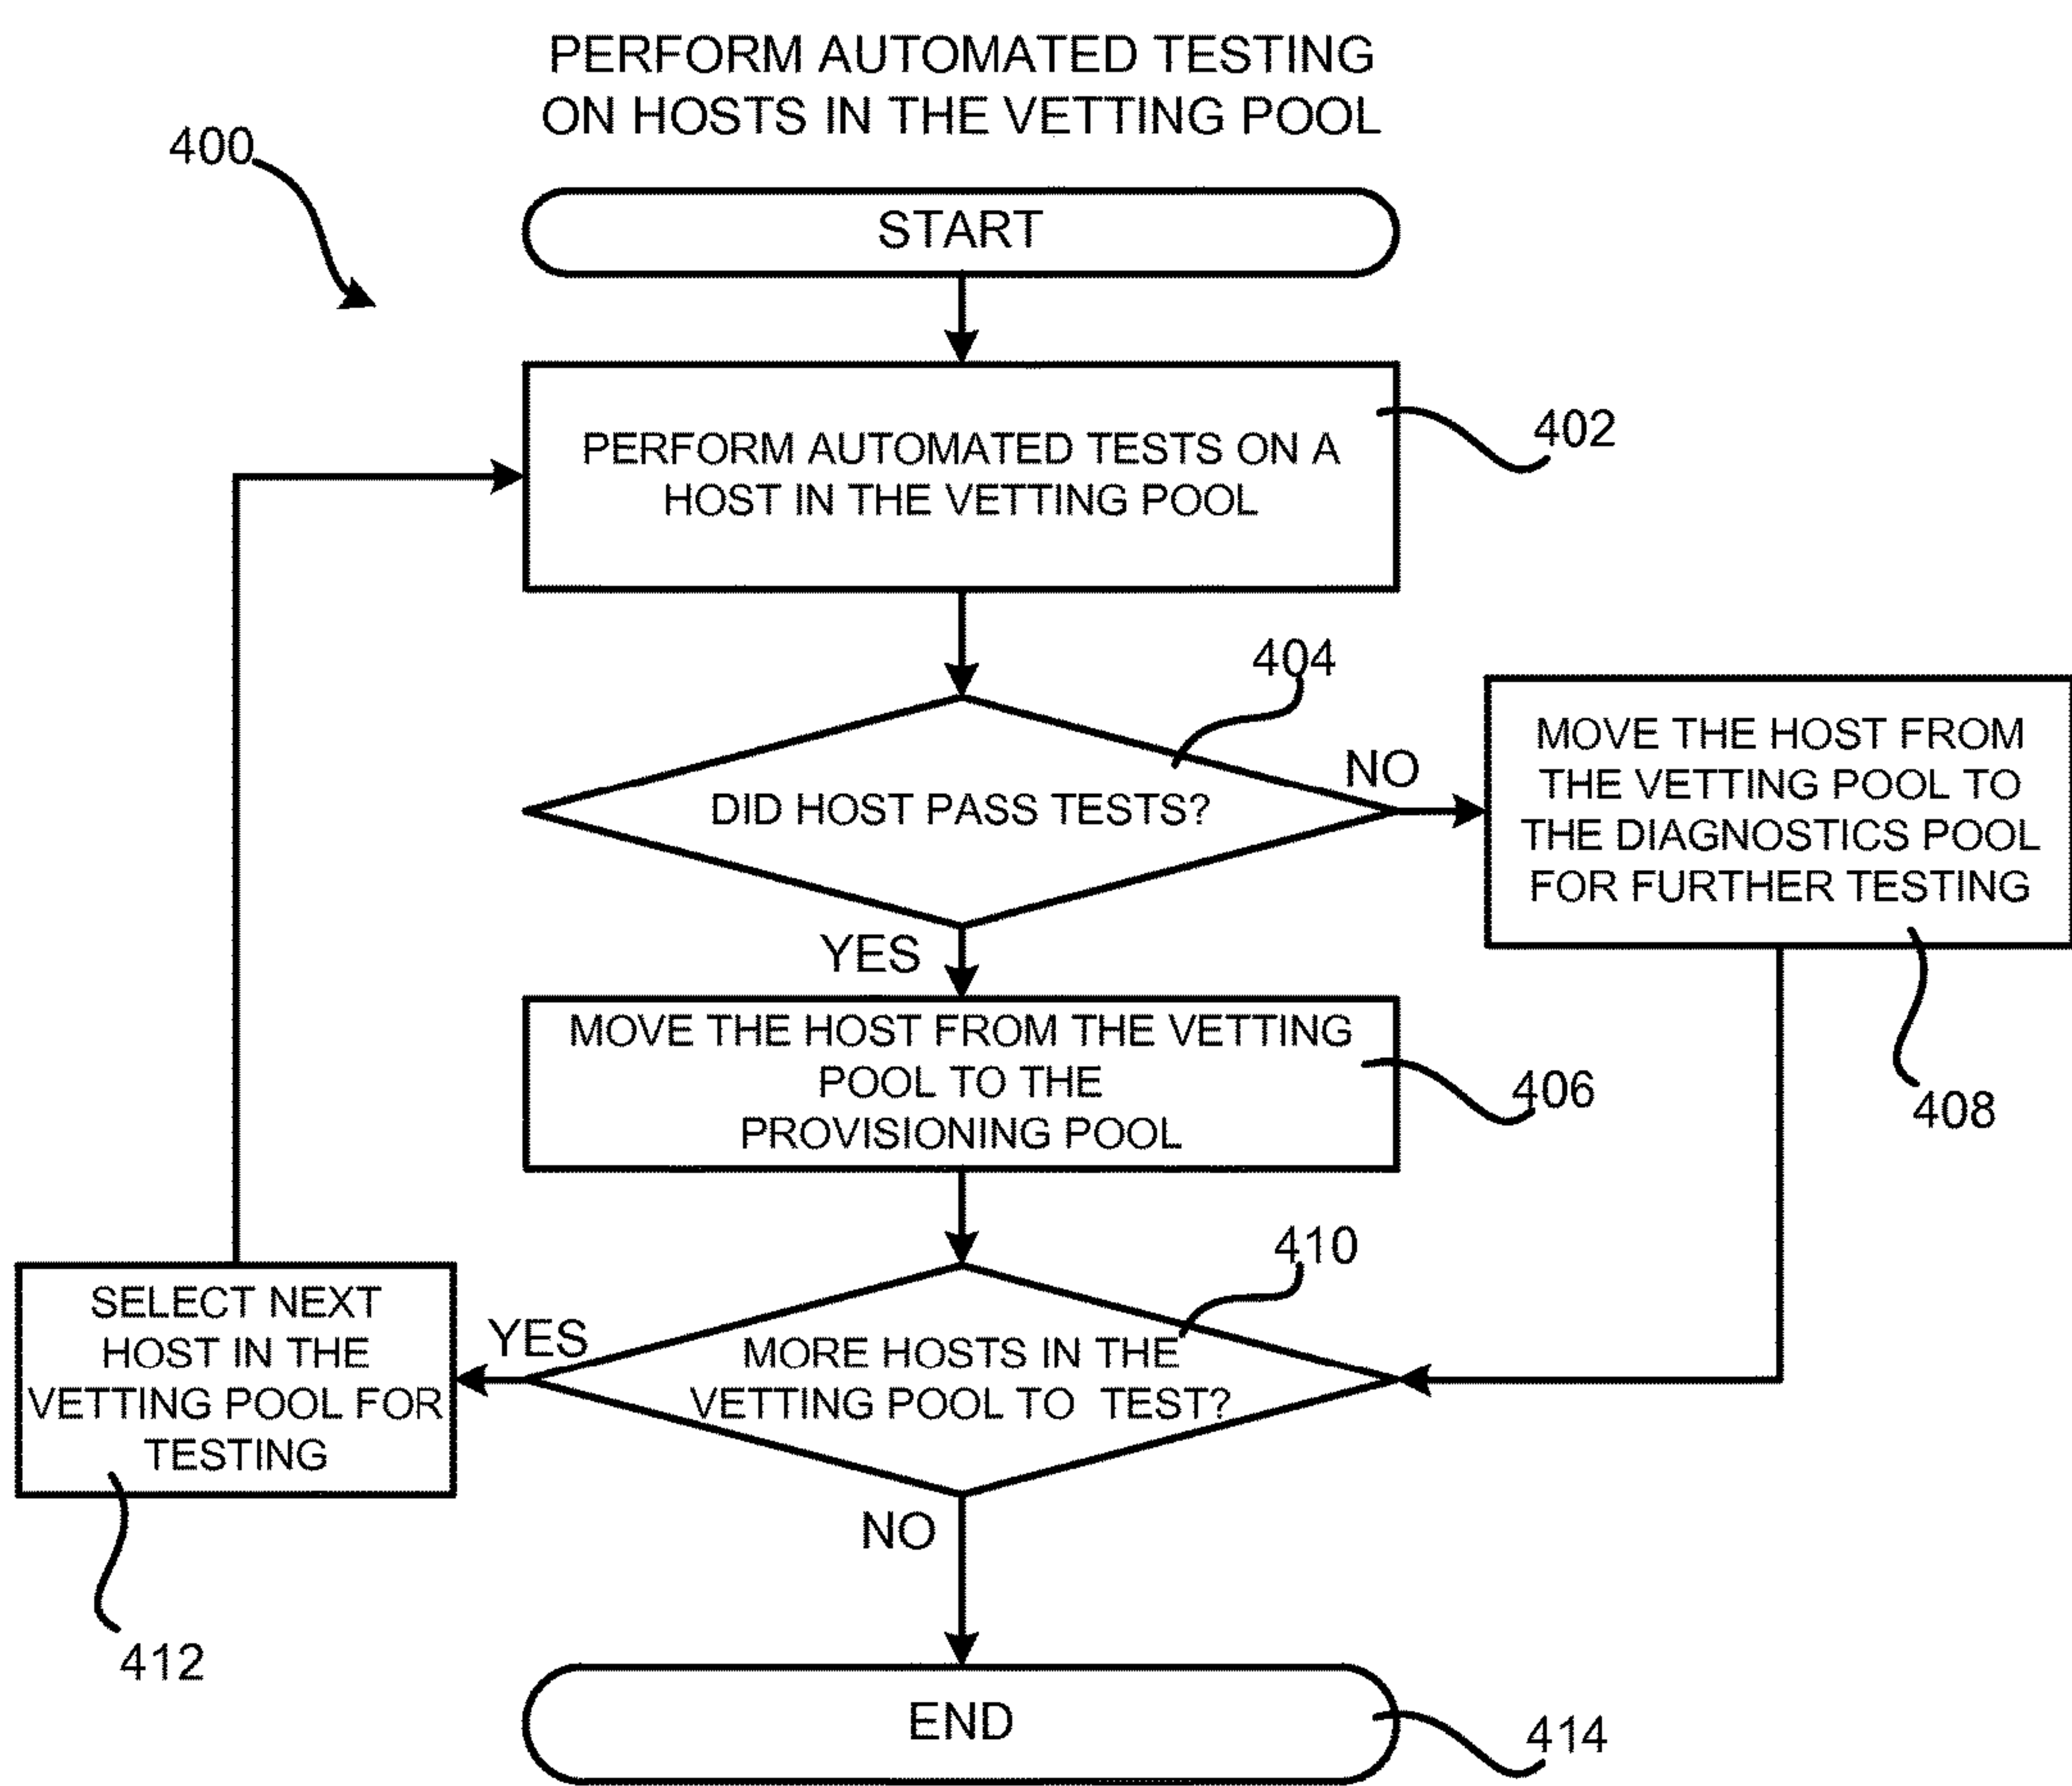 PERFORM AUTOMATED TESTING
ON HOSTS IN THE VETTING POOL
400
START
PERFORM AUTOMATED TESTS ON A
HOST IN THE VETTING POOL
402
404
DID HOST PASS TESTS?
NO
MOVE THE HOST FROM
THE VETTING POOL TO
THE DIAGNOSTICS POOL
FOR FURTHER TESTING
408
YES
MOVE THE HOST FROM THE VETTING
POOL TO THE
PROVISIONING POOL
406
410
MORE HOSTS IN THE
VETTING POOL TO TEST?
YES
SELECT NEXT
HOST IN THE
VETTING POOL FOR
TESTING
412
NO
END
414